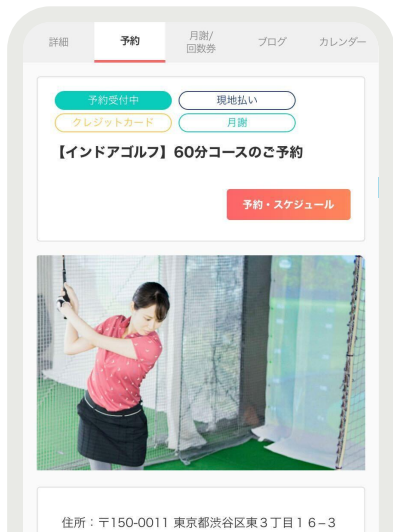 詳細
予約
月謝/
回数券
ブログ
カレンダー
予約受付中
現地払い
クレジットカード
月謝
【インドアゴルフ】60分コースのご予約
予約・スケジュール
住所：〒150-0011 東京都渋谷区東３丁目１６−３